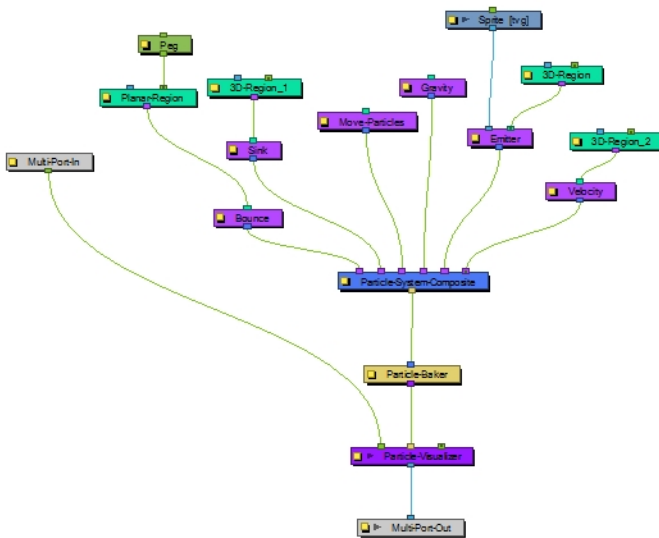 Sprite [tvg]
Peg
3D-Region
3D-Region_1
Gravity
Planar-Region
Move-Particles
Emitter
3D-Region_2
Sink
Multi-Port-In
Velocity
Bounce
Particle-System-Composite
Particle-Baker
Particle-Visualizer
Multi-Port-Out